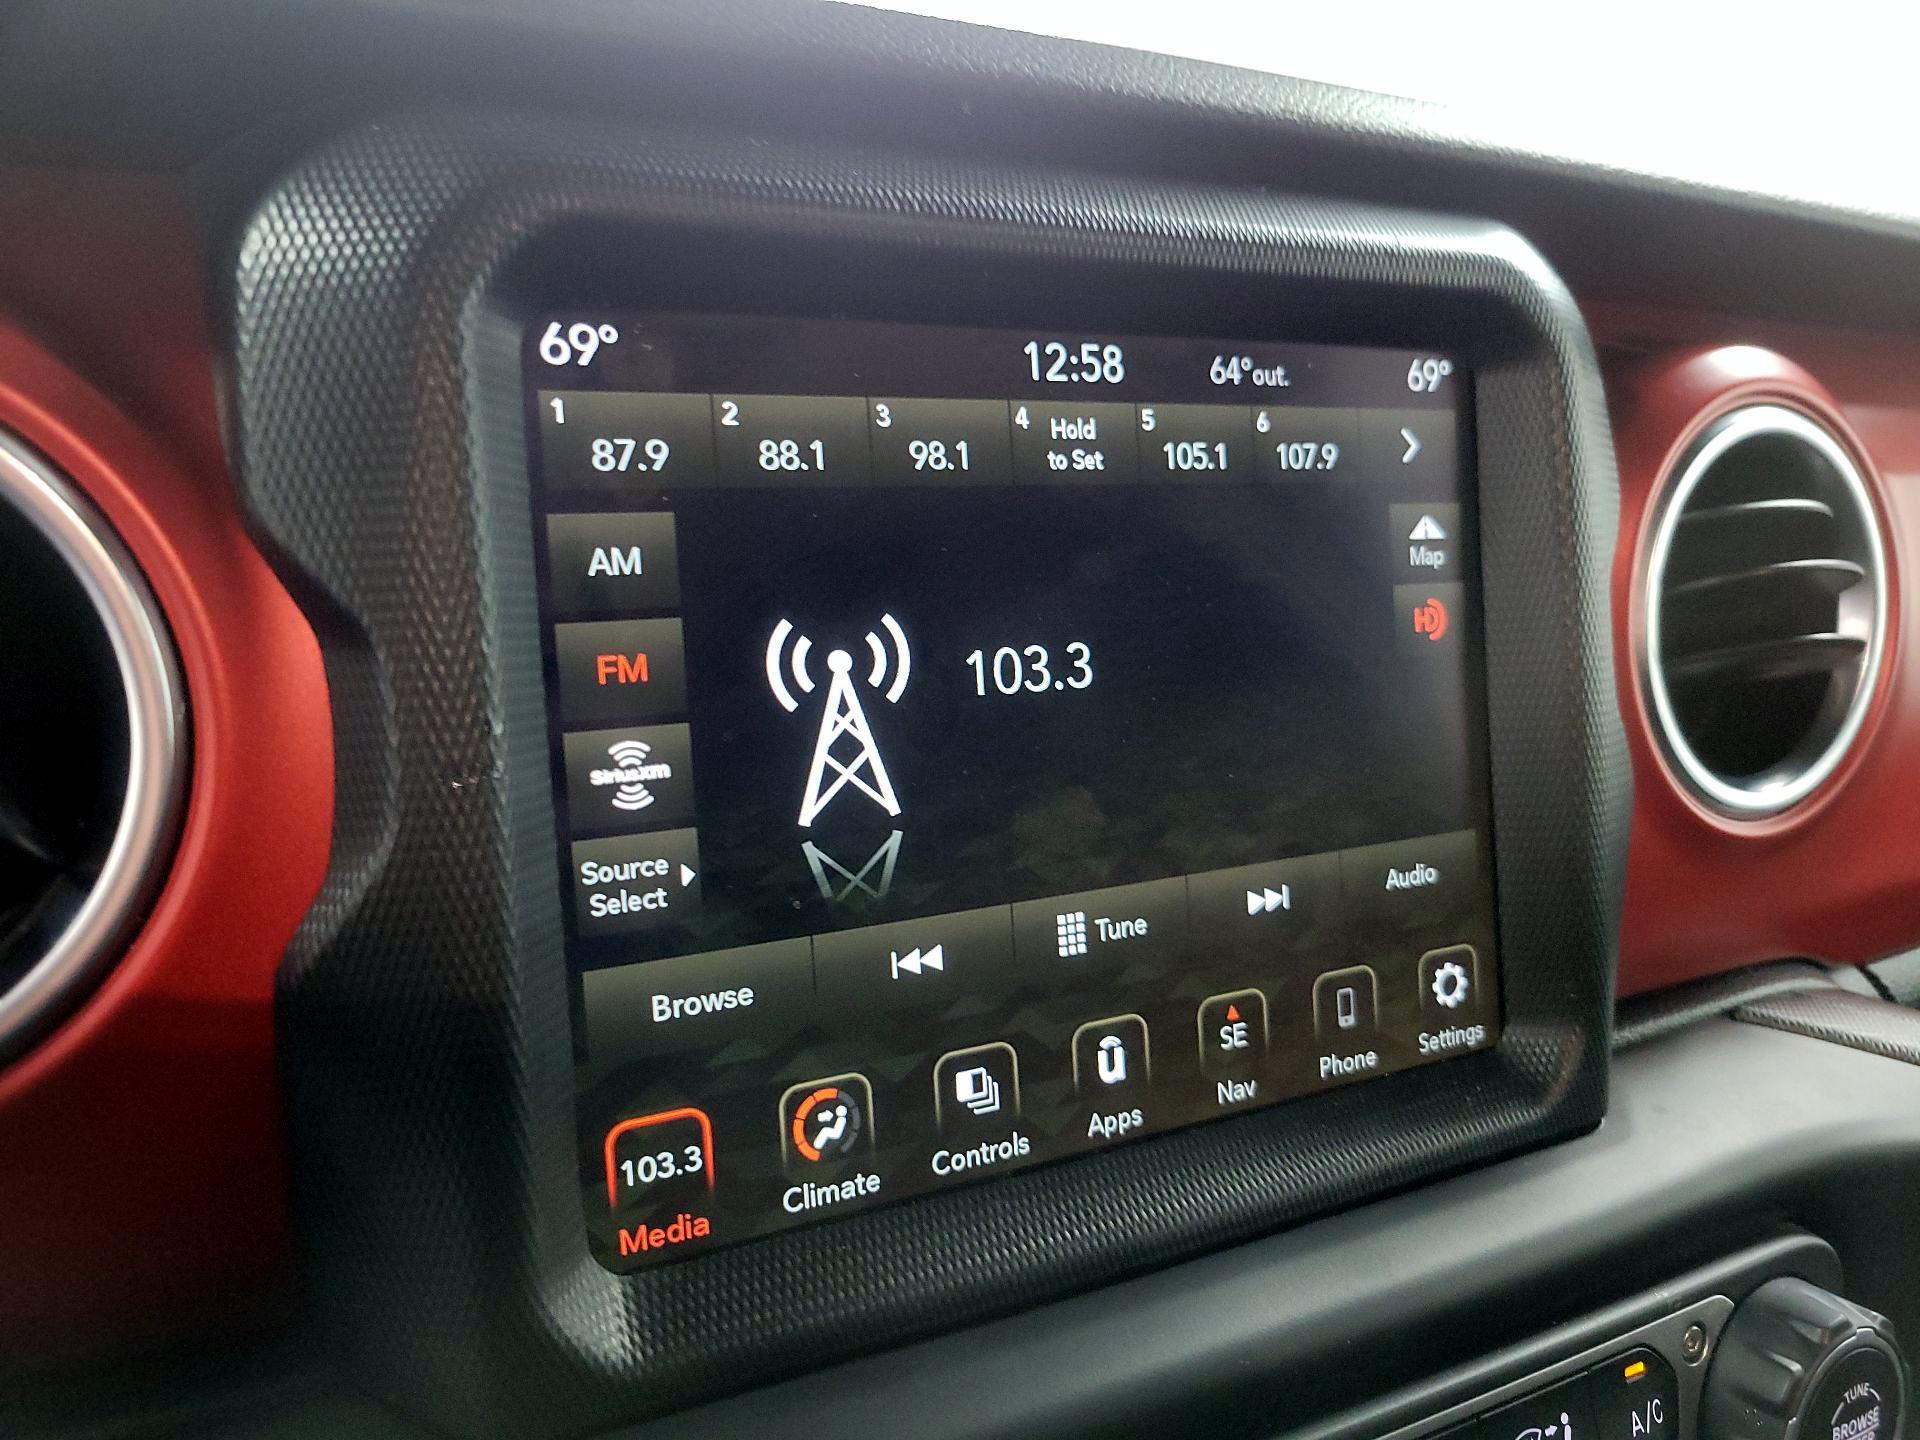 69° 12:58 64°out. 69°
1 2 3 4 Hold 5 6
87.9 88.1 98.1 to Set 105.1 107.9
AM
Map
HD
FM
103.3
SiriusXM
Source
Select
Browse Tune Audio
103.3 SE
Media Climate Controls Apps Nav Phone Settings
A/C
TUNE
BROWSE